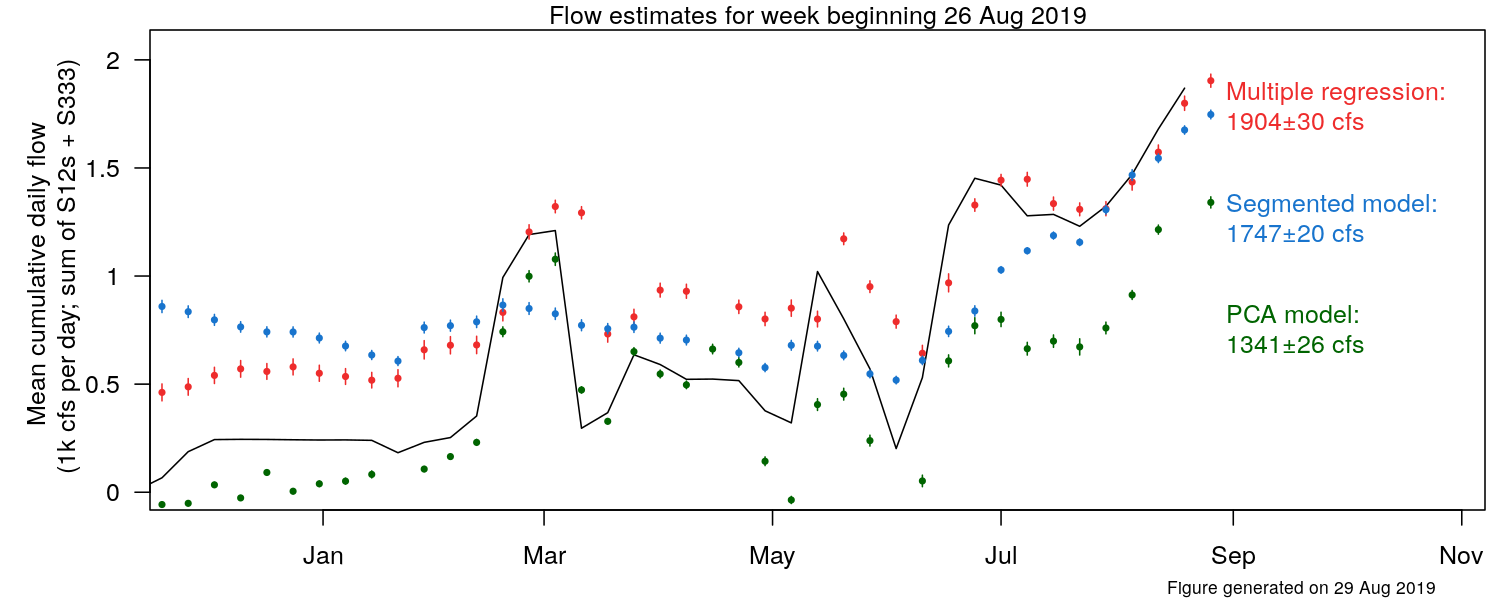 Flow estimates for week beginning 26 Aug 2019
Mean cumulative daily flow
(1k cfs per day; sum of S12s + S333)
2
1.5
1
0.5
0
Multiple regression:
1904±30 cfs
Segmented model:
1747±20 cfs
PCA model:
1341±26 cfs
Jan Mar May Jul Sep Nov
Figure generated on 29 Aug 2019